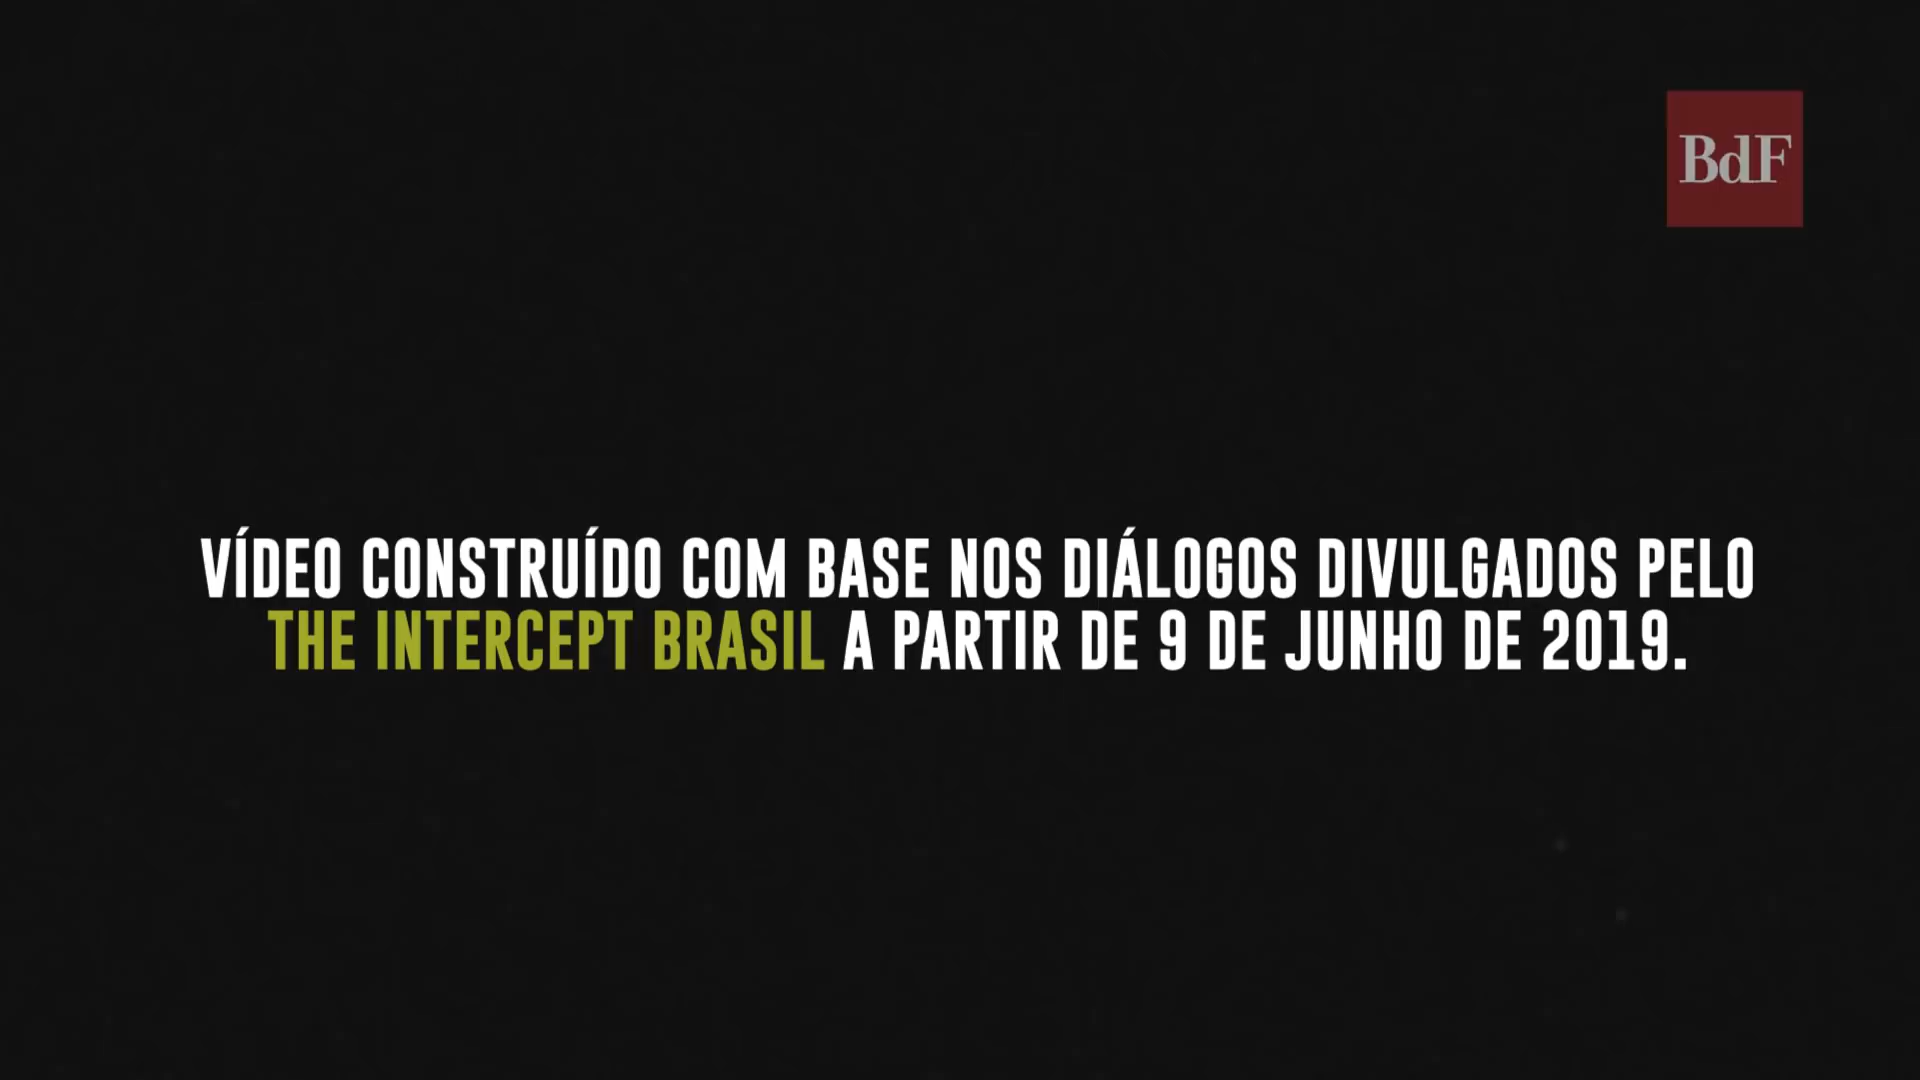 BdF
VÍDEO CONSTRUÍDO COM BASE NOS DIÁLOGOS DIVULGADOS PELO
THE INTERCEPT BRASIL A PARTIR DE 9 DE JUNHO DE 2019.